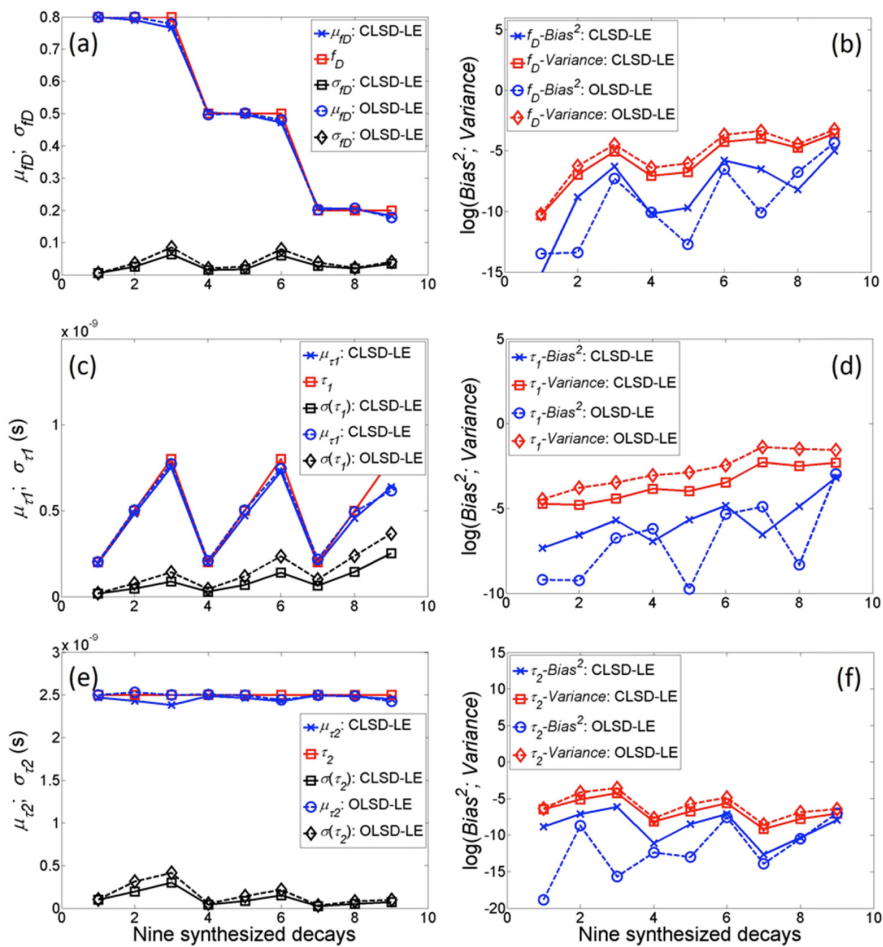 (a)
μfD: CLSD-LE
fD
σfD: CLSD-LE
μfD: OLSD-LE
σfD: OLSD-LE
μfD; σfD
0.8
0.7
0.6
0.5
0.4
0.3
0.2
0.1
0
0 2 4 6 8 10
(b)
fD-Bias²: CLSD-LE
fD-Variance: CLSD-LE
fD-Bias²: OLSD-LE
fD-Variance: OLSD-LE
log(Bias²; Variance)
5
0
-5
-10
-15
0 2 4 6 8 10
x 10⁻⁹
(c)
μτ1: CLSD-LE
τ1
σ(τ1): CLSD-LE
μτ1: CLSD-LE
σ(τ1): OLSD-LE
μτ1; στ1 (s)
1
0.5
0
0 2 4 6 8 10
(d)
τ1-Bias²: CLSD-LE
τ1-Variance: CLSD-LE
τ1-Bias²: OLSD-LE
τ1-Variance: OLSD-LE
log(Bias²; Variance)
5
0
-5
-10
0 2 4 6 8 10
x 10⁻⁹
(e)
μτ2: CLSD-LE
τ2
σ(τ2): CLSD-LE
μτ2: OLSD-LE
σ(τ2): OLSD-LE
μτ2; στ2 (s)
3
2.5
2
1.5
1
0.5
0
0 2 4 6 8 10
Nine synthesized decays
(f)
τ2-Bias²: CLSD-LE
τ2-Variance: CLSD-LE
τ2-Bias²: OLSD-LE
τ2-Variance: OLSD-LE
log(Bias²; Variance)
15
10
5
0
-5
-10
-15
-20
0 2 4 6 8 10
Nine synthesized decays